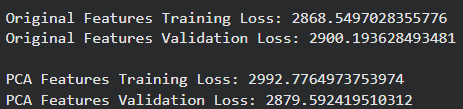 Original Features Training Loss: 2868.5497028355776
Original Features Validation Loss: 2900.193628493481
PCA Features Training Loss: 2992.7764973753974
PCA Features Validation Loss: 2879.592419510312